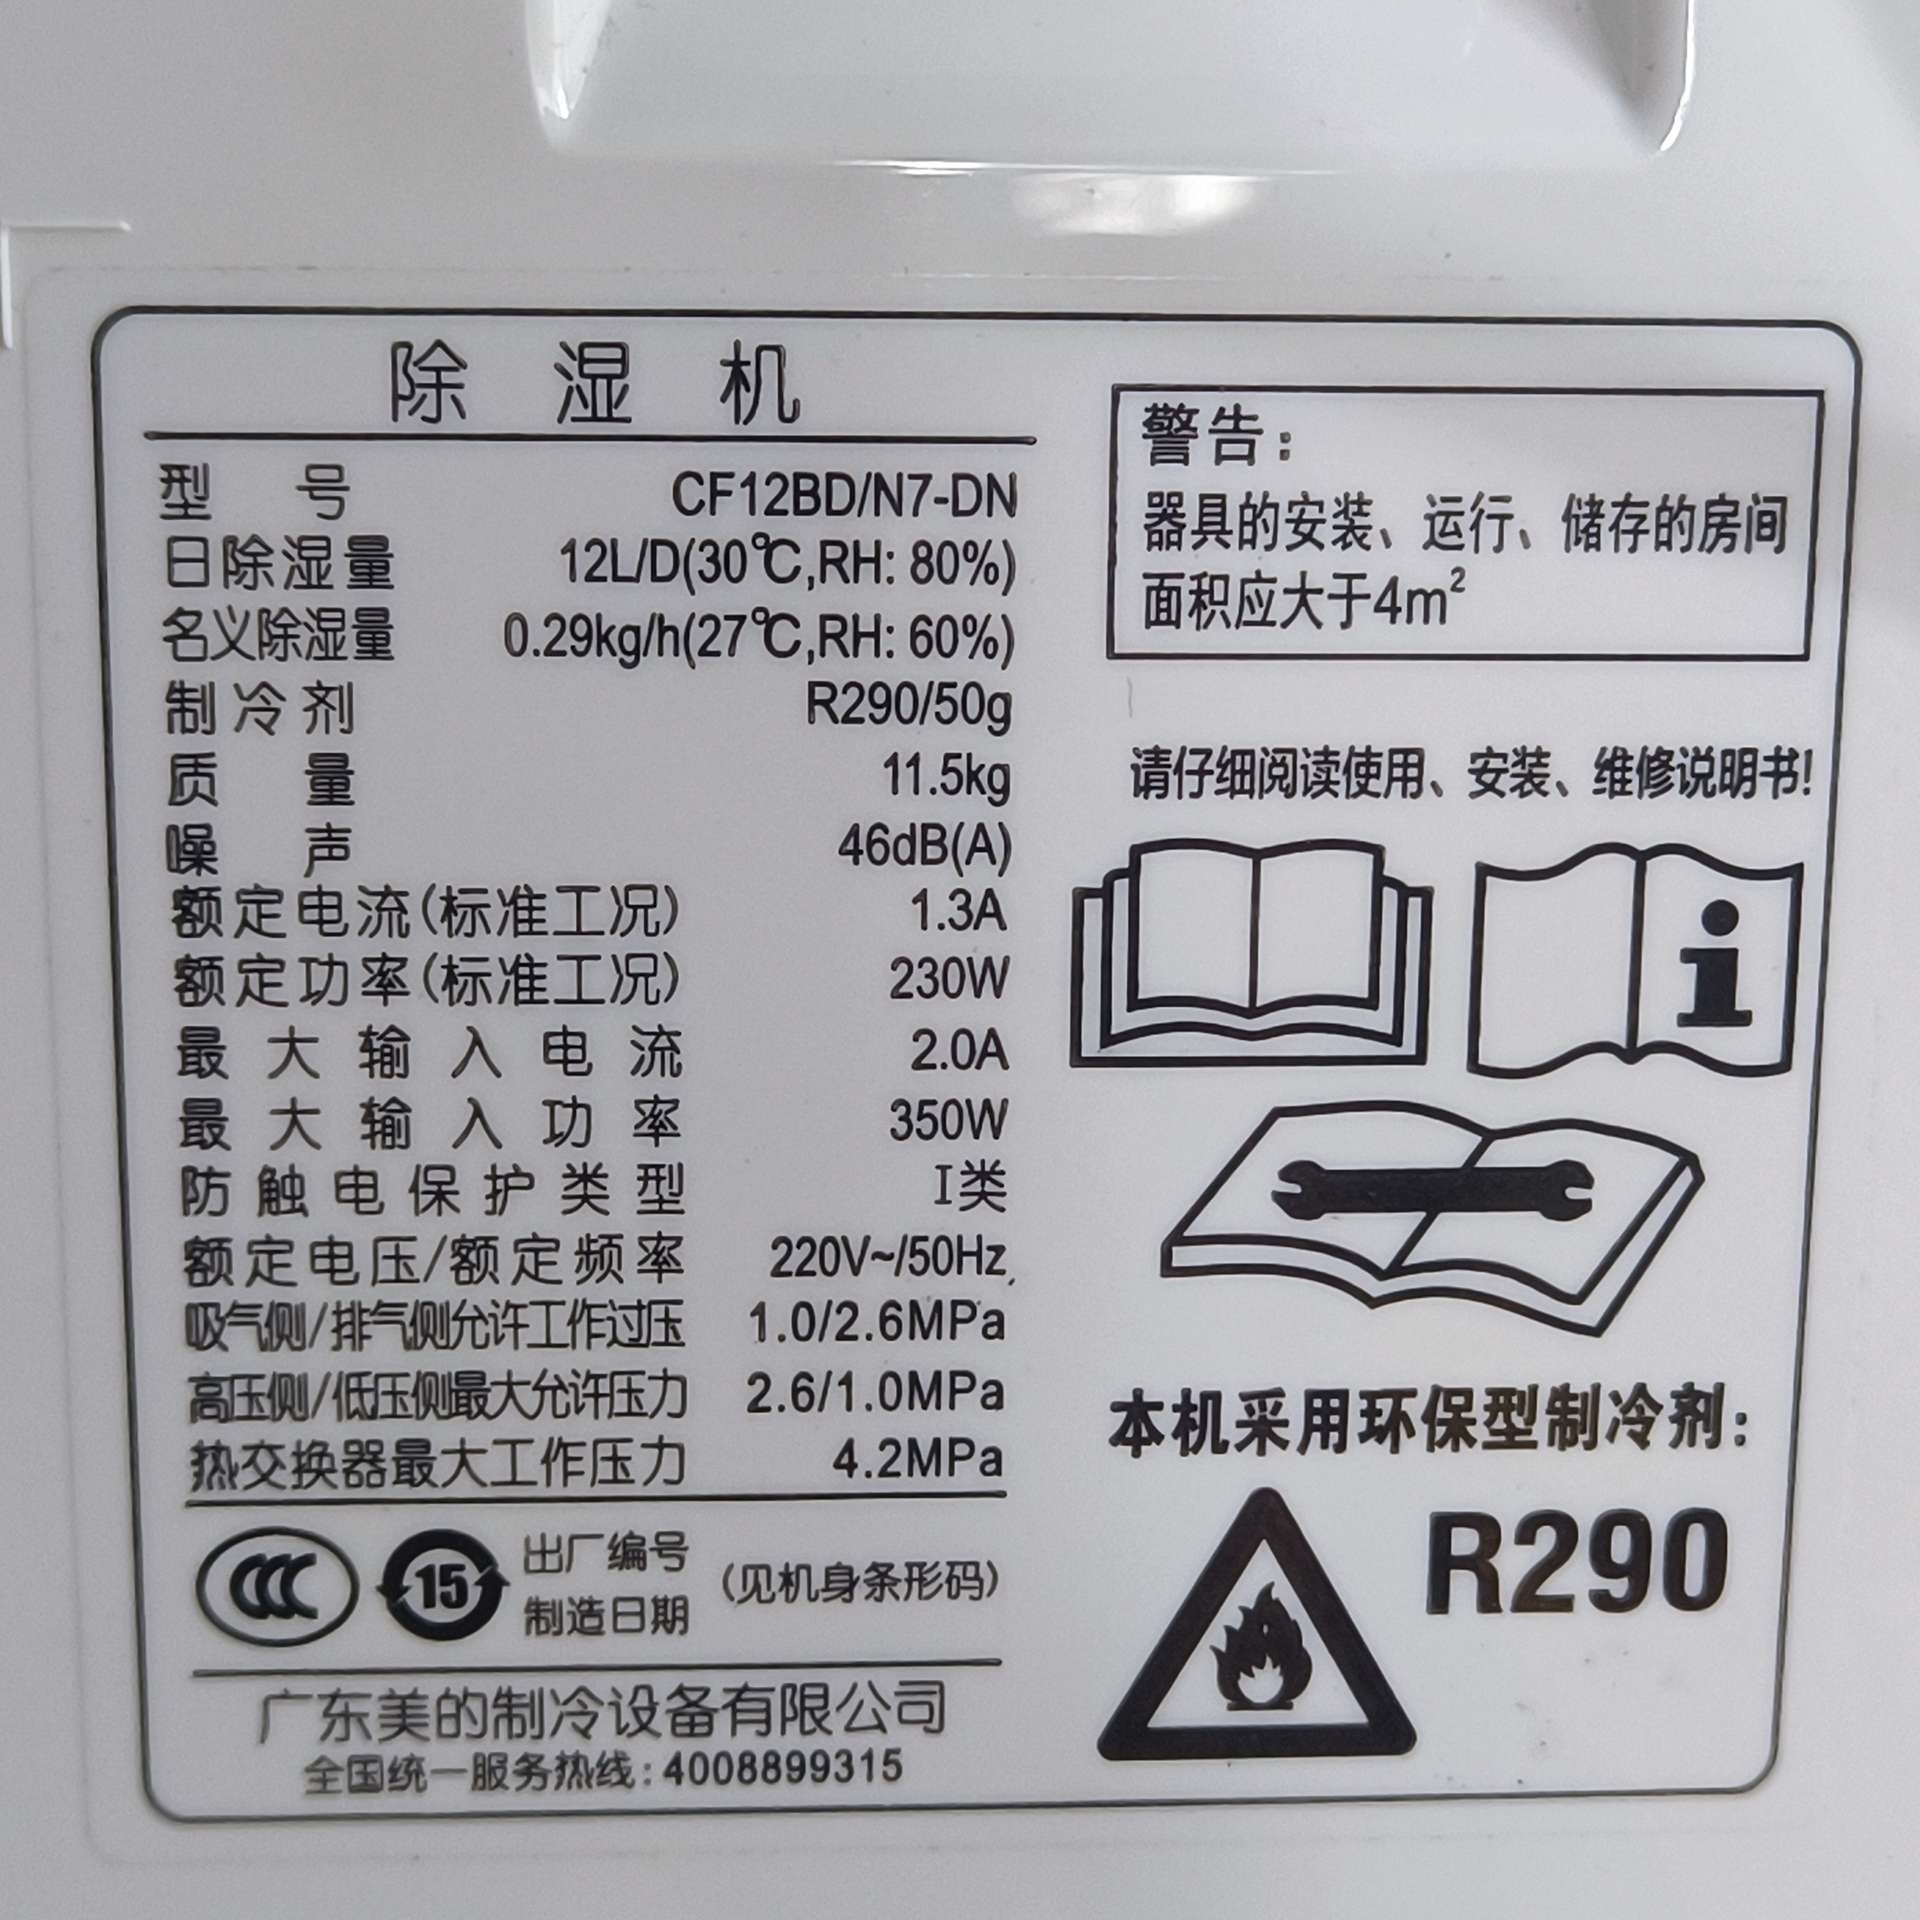 除湿机
型号 CF12BD/N7-DN
日除湿量 12L/D(30℃,RH: 80%)
名义除湿量 0.29kg/h(27℃,RH: 60%)
制冷剂 R290/50g
质量 11.5kg
噪声 46dB(A)
额定电流(标准工况) 1.3A
额定功率(标准工况) 230W
最大输入电流 2.0A
最大输入功率 350W
防触电保护类型 I类
额定电压/额定频率 220V~/50Hz
吸气侧/排气侧允许工作过压 1.0/2.6MPa
高压侧/低压侧最大允许压力 2.6/1.0MPa
热交换器最大工作压力 4.2MPa
CCC
15
出厂编号
制造日期
(见机身条形码)
广东美的制冷设备有限公司
全国统一服务热线:4008899315
警告:
器具的安装、运行、储存的房间
面积应大于4m²
请仔细阅读使用、安装、维修说明书!
i
本机采用环保型制冷剂:
R290